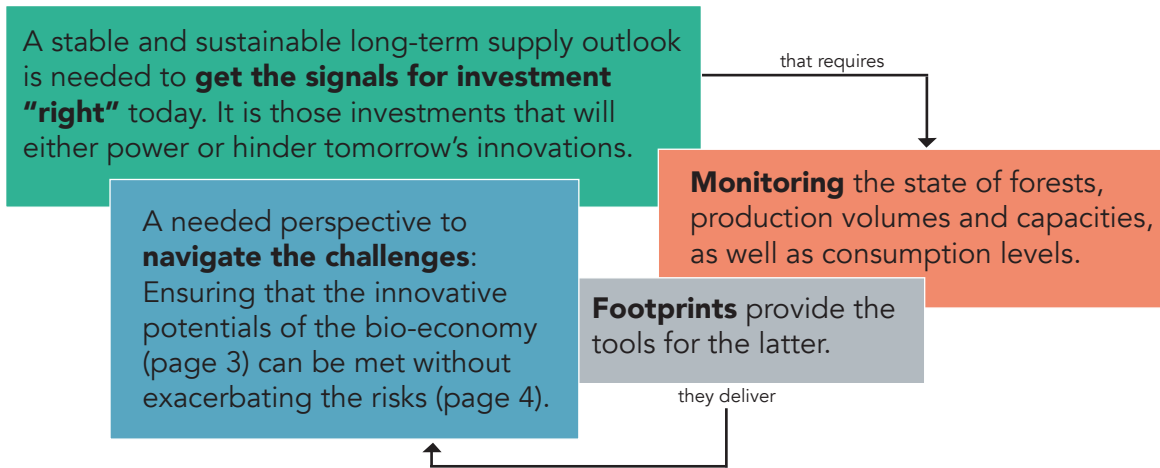 A stable and sustainable long-term supply outlook
is needed to get the signals for investment
"right" today. It is those investments that will
either power or hinder tomorrow's innovations.
that requires
Monitoring the state of forests,
production volumes and capacities,
as well as consumption levels.
Footprints provide the
tools for the latter.
they deliver
A needed perspective to
navigate the challenges:
Ensuring that the innovative
potentials of the bio-economy
(page 3) can be met without
exacerbating the risks (page 4).